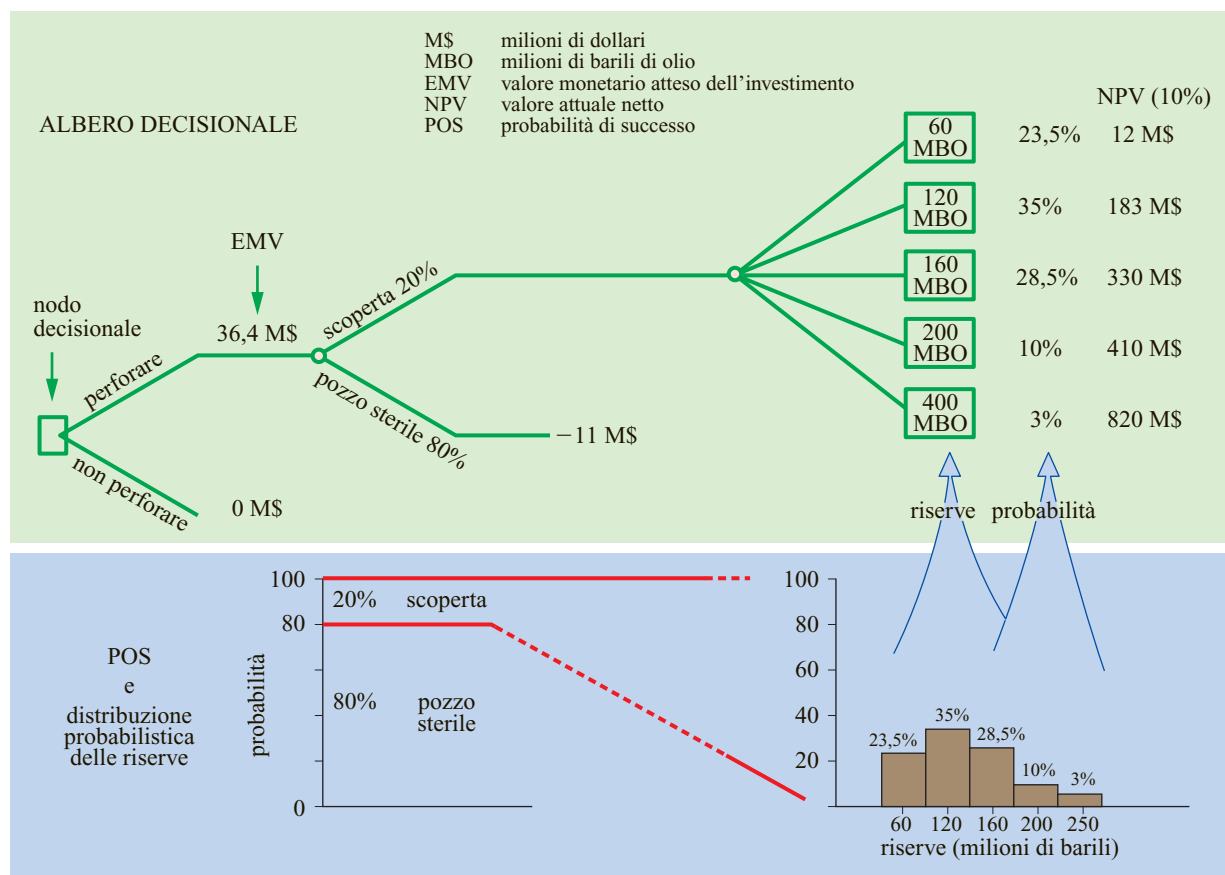 M$ milioni di dollari
MBO milioni di barili di olio
EMV valore monetario atteso dell’investimento
NPV valore attuale netto
POS probabilità di successo
ALBERO DECISIONALE
NPV (10%)
60
MBO
23,5% 12 M$
120
MBO
35% 183 M$
160
MBO
28,5% 330 M$
200
MBO
10% 410 M$
400
MBO
3% 820 M$
EMV
nodo
decisionale
36,4 M$
scoperta 20%
perforare
pozzo sterile 80%
−11 M$
non perforare
0 M$
riserve probabilità
POS
e
distribuzione
probabilistica
delle riserve
probabilità
100
80
0
20% scoperta
80% pozzo
sterile
100
80
60
40
20
23,5%
35%
28,5%
10%
3%
60 120 160 200 250
riserve (milioni di barili)